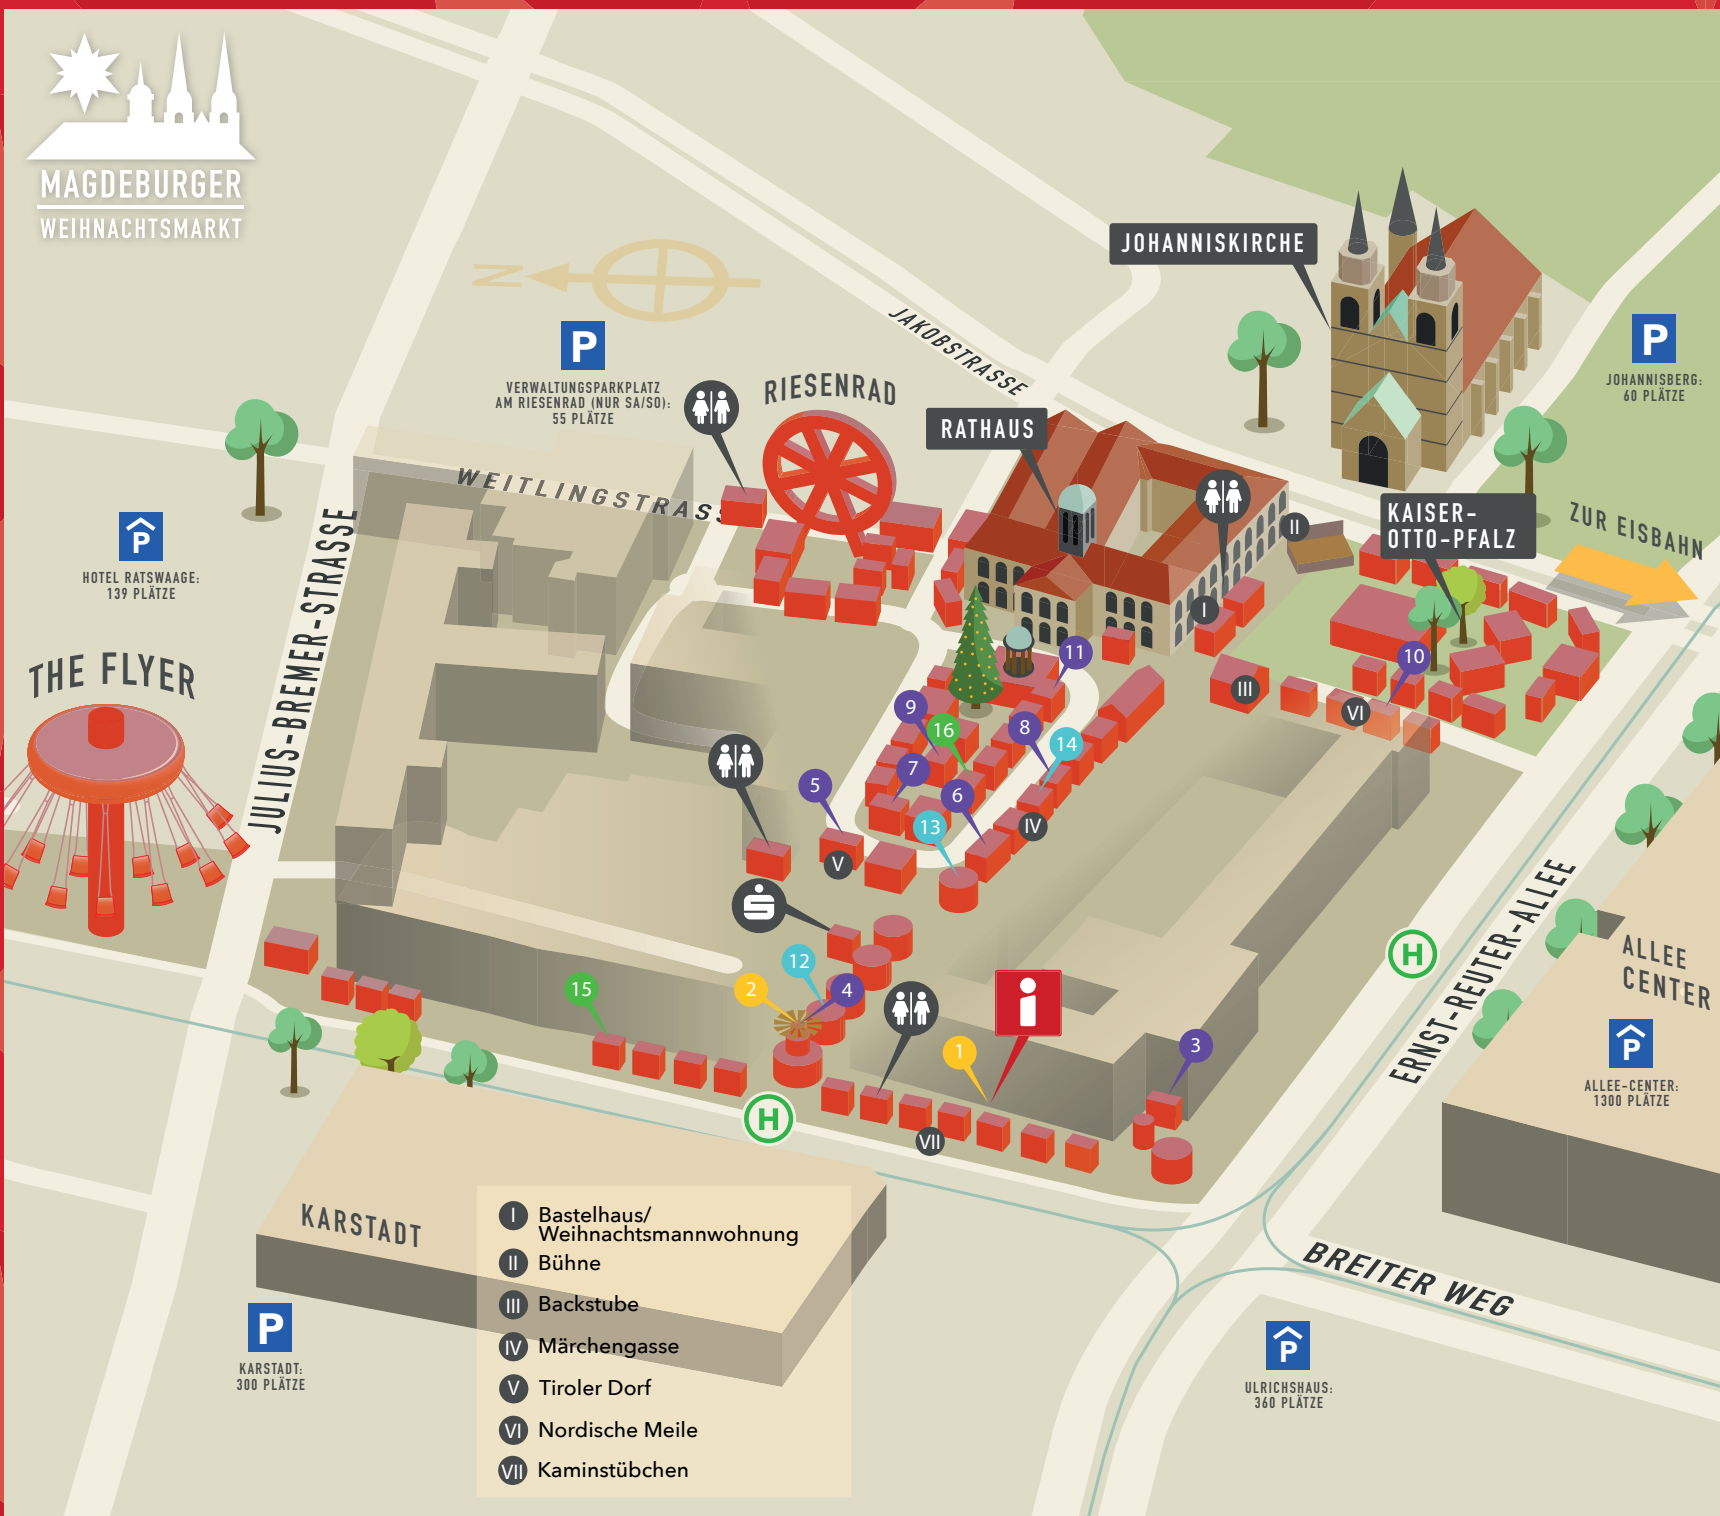 MAGDEBURGER
WEIHNACHTSMARKT
N
JOHANNISKIRCHE
JAKOBSTRASSE
P
JOHANNISBERG:
60 PLÄTZE
P
VERWALTUNGSPARKPLATZ
AM RIESENRAD (NUR SA/SO):
55 PLÄTZE
RIESENRAD
RATHAUS
WEITLINGSTRASS
KAISER-
OTTO-PFALZ
ZUR EISBAHN
P
HOTEL RATSWAAGE:
139 PLÄTZE
JULIUS-BREMER-STRASSE
THE FLYER
II
I
III
VI
10
11
9
16
8
14
7
5
6
13
IV
V
S
12
2
4
15
i
1
3
VII
H
H
ERNST-REUTER-ALLEE
ALLEE
CENTER
P
ALLEE-CENTER:
1300 PLÄTZE
KARSTADT
P
KARSTADT:
300 PLÄTZE
BREITER WEG
P
ULRICHSHAUS:
360 PLÄTZE
I Bastelhaus/
Weihnachtsmannwohnung
II Bühne
III Backstube
IV Märchengasse
V Tiroler Dorf
VI Nordische Meile
VII Kaminstübchen